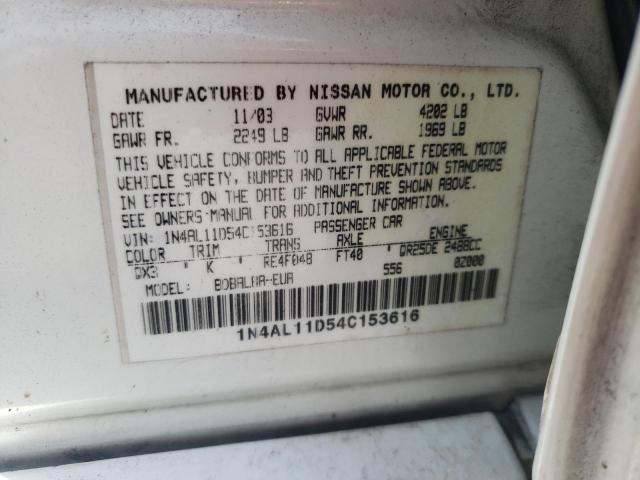 MANUFACTURED BY NISSAN MOTOR CO., LTD.
DATE 11/03 GVWR 4202 LB
GAWR FR. 2249 LB GAWR RR. 1969 LB
THIS VEHICLE CONFORMS TO ALL APPLICABLE FEDERAL MOTOR
VEHICLE SAFETY, BUMPER AND THEFT PREVENTION STANDARDS
IN EFFECT ON THE DATE OF MANUFACTURE SHOWN ABOVE.
SEE OWNERS MANUAL FOR ADDITIONAL INFORMATION.
VIN: 1N4AL11D54C153616 PASSENGER CAR
COLOR TRIM TRANS AXLE ENGINE
QX3 K RE4F04B FT40 QR25DE 2488CC
556 02000
MODEL: BDBALAA-EUA
1N4AL11D54C153616